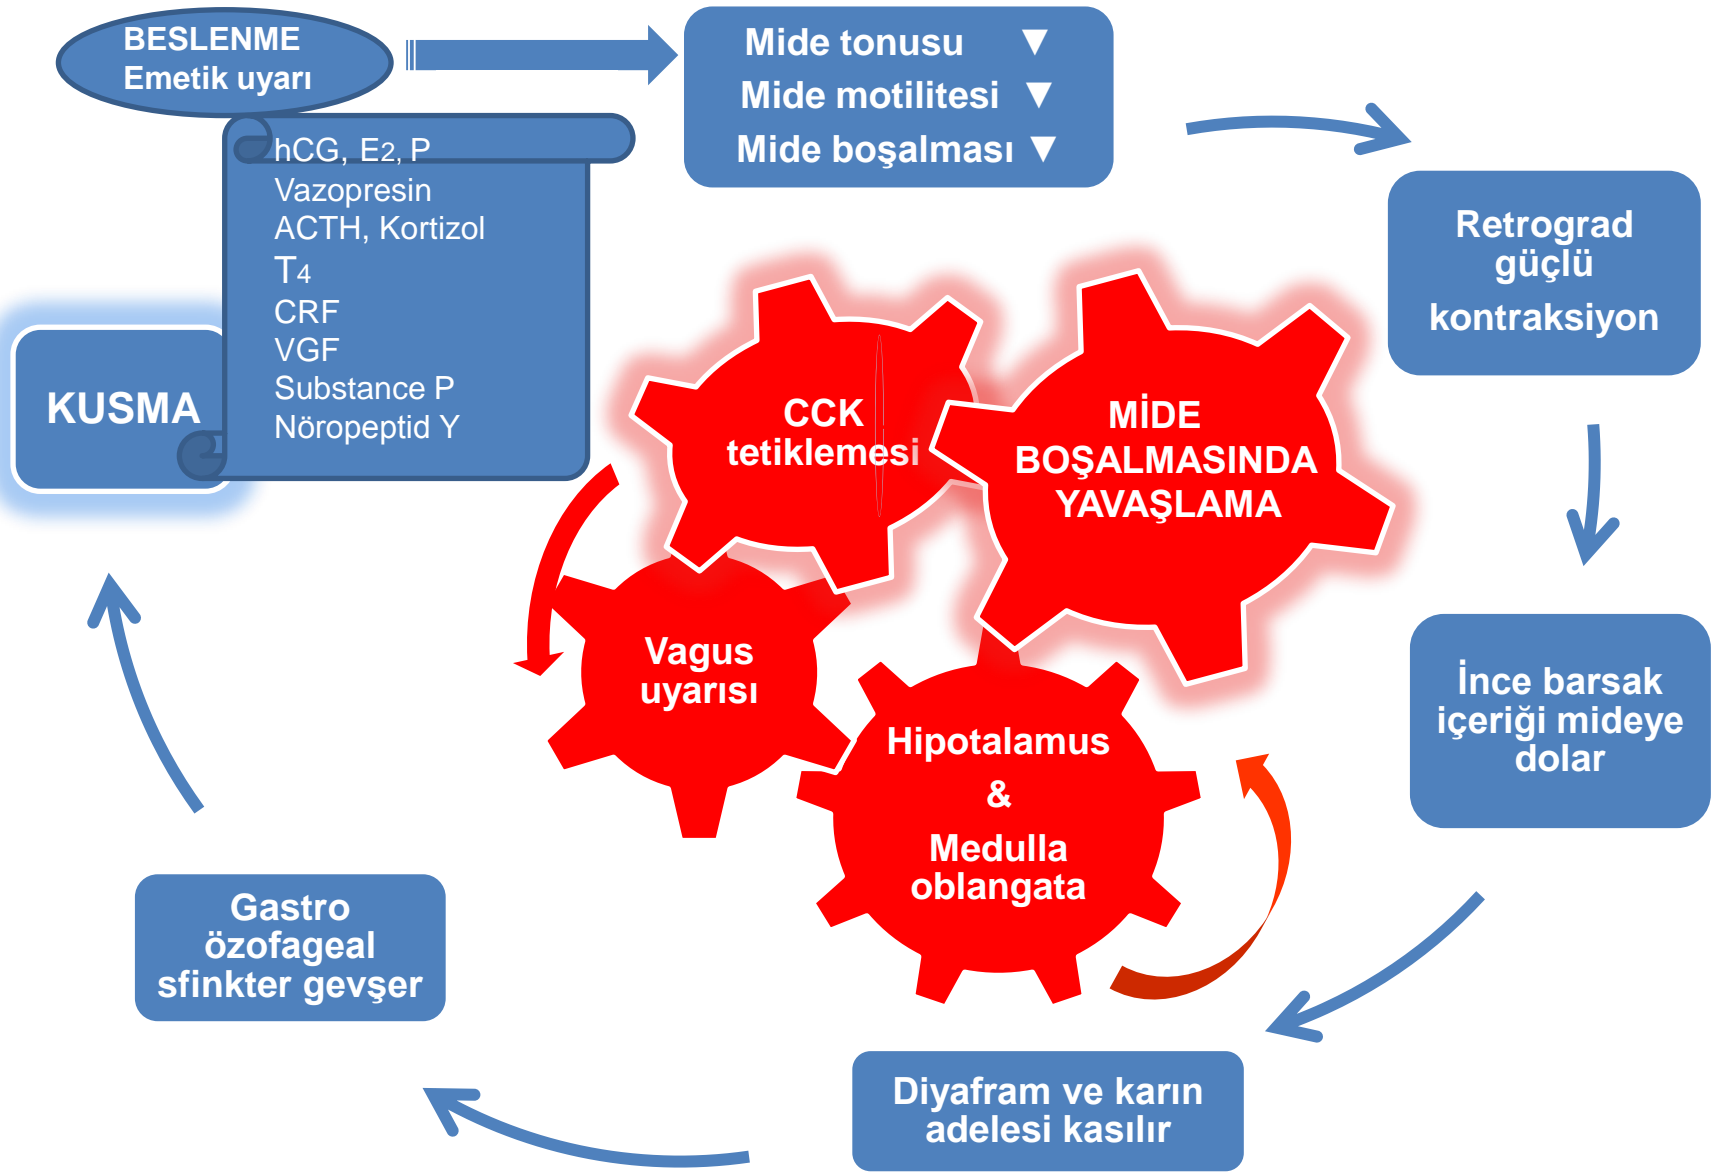 BESLENME
Emetik uyarı
Mide tonusu ▼
Mide motilitesi ▼
Mide boşalması ▼
hCG, E2, P
Vazopresin
ACTH, Kortizol
T4
CRF
VGF
Substance P
Nöropeptid Y
KUSMA
Retrograd
güçlü
kontraksiyon
CCK
tetiklemesi
MİDE
BOŞALMASINDA
YAVAŞLAMA
Vagus
uyarısı
Hipotalamus
&
Medulla
oblangata
İnce barsak
içeriği mideye
dolar
Gastro
özofageal
sfinkter gevşer
Diyafram ve karın
adelesi kasılır